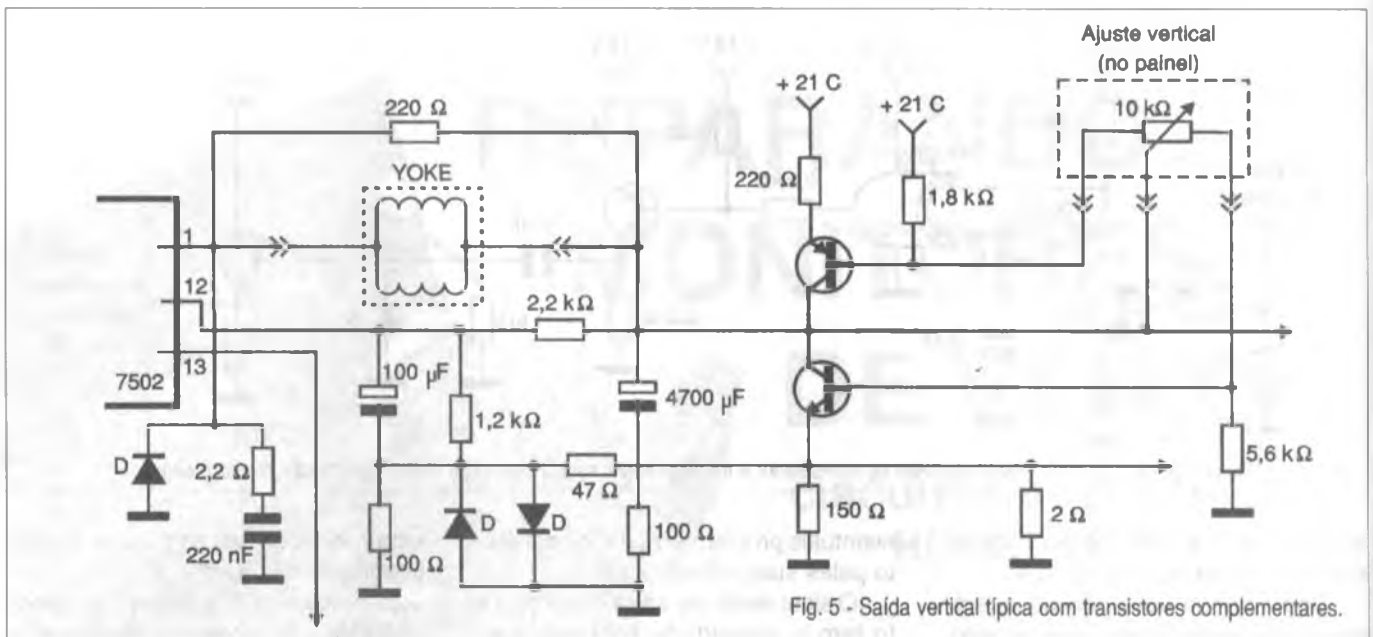 Ajuste vertical
(no painel)
10 kΩ
+ 21 C
+ 21 C
220 Ω
YOKE
220 Ω
1,8 kΩ
1
12
2,2 kΩ
13
7502
100 µF
4700 µF
1,2 kΩ
D
2,2 Ω
47 Ω
5,6 kΩ
D
D
100 Ω
150 Ω
2 Ω
220 nF
100 Ω
Fig. 5 - Saída vertical típica com transistores complementares.